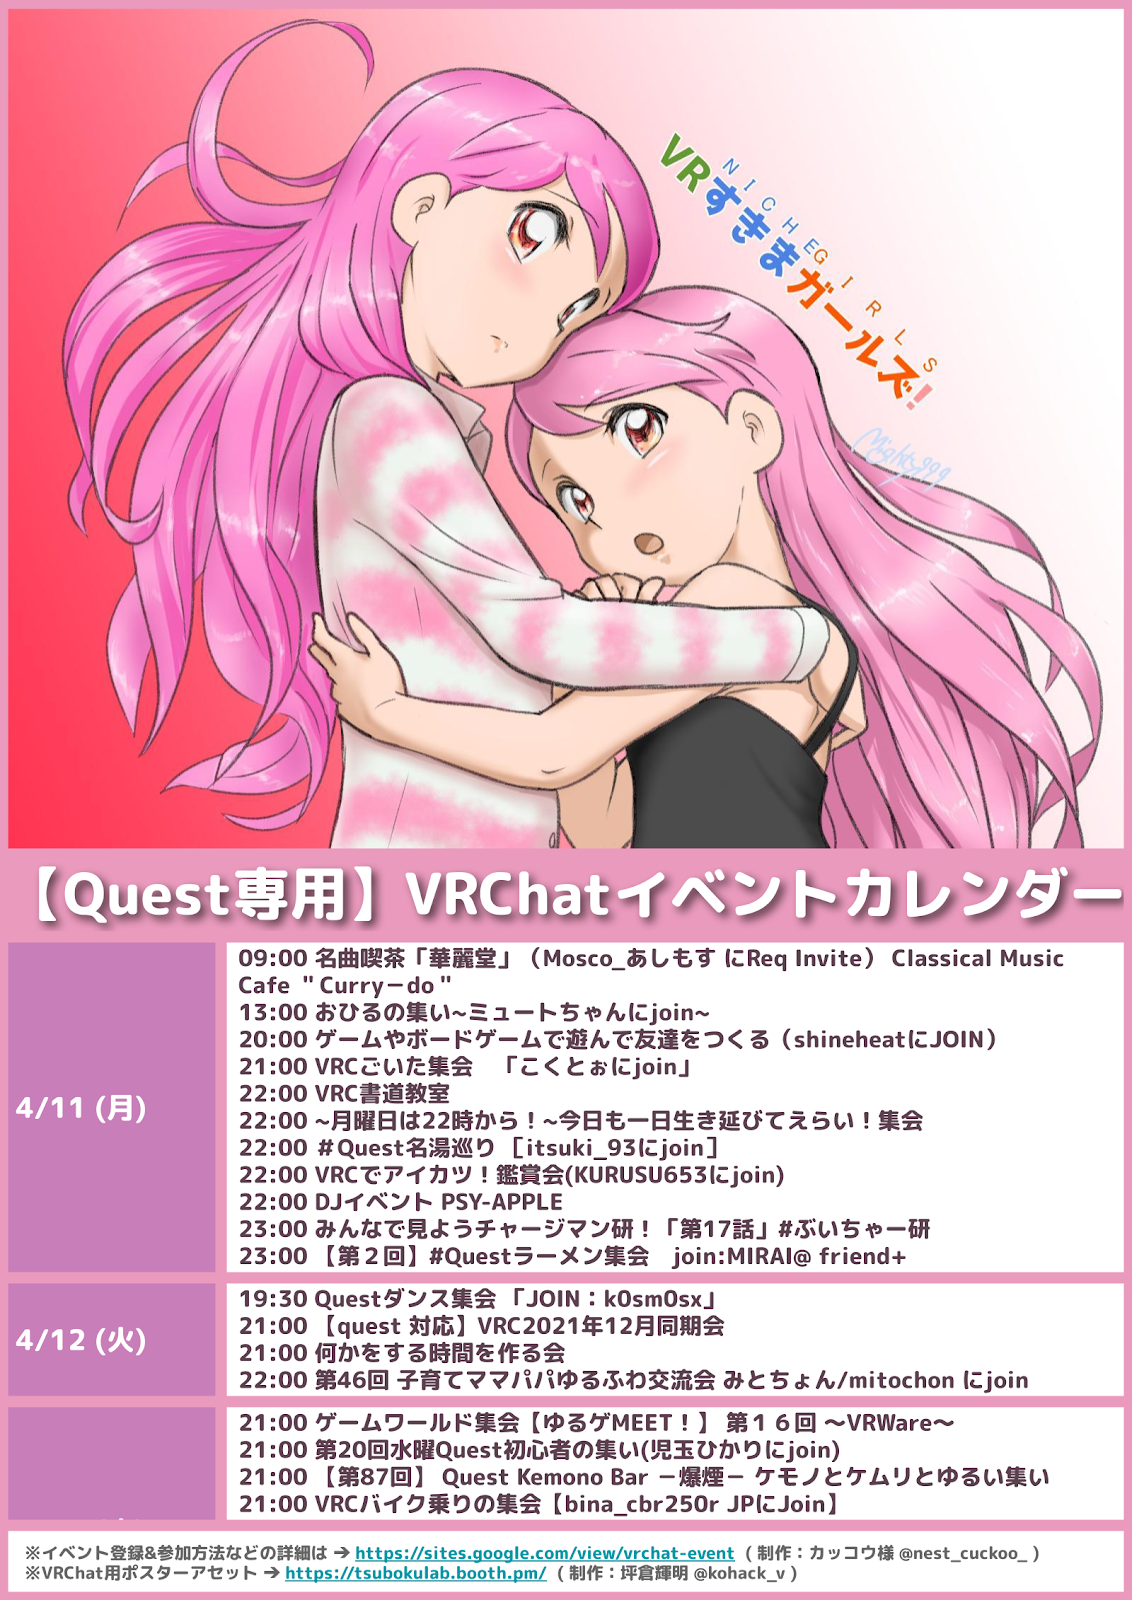 NICHE GIRLS
VRすきまガールズ!
Mighty999
【Quest専用】VRChatイベントカレンダー
4/11 (月)
09:00 名曲喫茶「華麗堂」（Mosco_あしもす にReq Invite） Classical Music
Cafe ＂Curry－do＂
13:00 おひるの集い~ミュートちゃんにjoin~
20:00 ゲームやボードゲームで遊んで友達をつくる（shineheatにJOIN）
21:00 VRCごいた集会　「こくとぉにjoin」
22:00 VRC書道教室
22:00 ~月曜日は22時から！~今日も一日生き延びてえらい！集会
22:00 ＃Quest名湯巡り［itsuki_93にjoin］
22:00 VRCでアイカツ！鑑賞会(KURUSU653にjoin)
22:00 DJイベント PSY-APPLE
23:00 みんなで見ようチャージマン研！「第17話」#ぶいちゃー研
23:00 【第２回】#Questラーメン集会　join:MIRAI@ friend+
4/12 (火)
19:30 Questダンス集会 「JOIN：k0sm0sx」
21:00 【quest 対応】VRC2021年12月同期会
21:00 何かをする時間を作る会
22:00 第46回 子育てママパパゆるふわ交流会 みとちょん/mitochon にjoin
21:00 ゲームワールド集会【ゆるゲMEET！】 第１６回 〜VRWare〜
21:00 第20回水曜Quest初心者の集い(児玉ひかりにjoin)
21:00 【第87回】 Quest Kemono Bar －爆煙－ ケモノとケムリとゆるい集い
21:00 VRCバイク乗りの集会【bina_cbr250r JPにJoin】
※イベント登録&参加方法などの詳細は → https://sites.google.com/view/vrchat-event （制作：カッコウ様 @nest_cuckoo_）
※VRChat用ポスターアセット → https://tsubokulab.booth.pm/ （制作：坪倉輝明 @kohack_v）